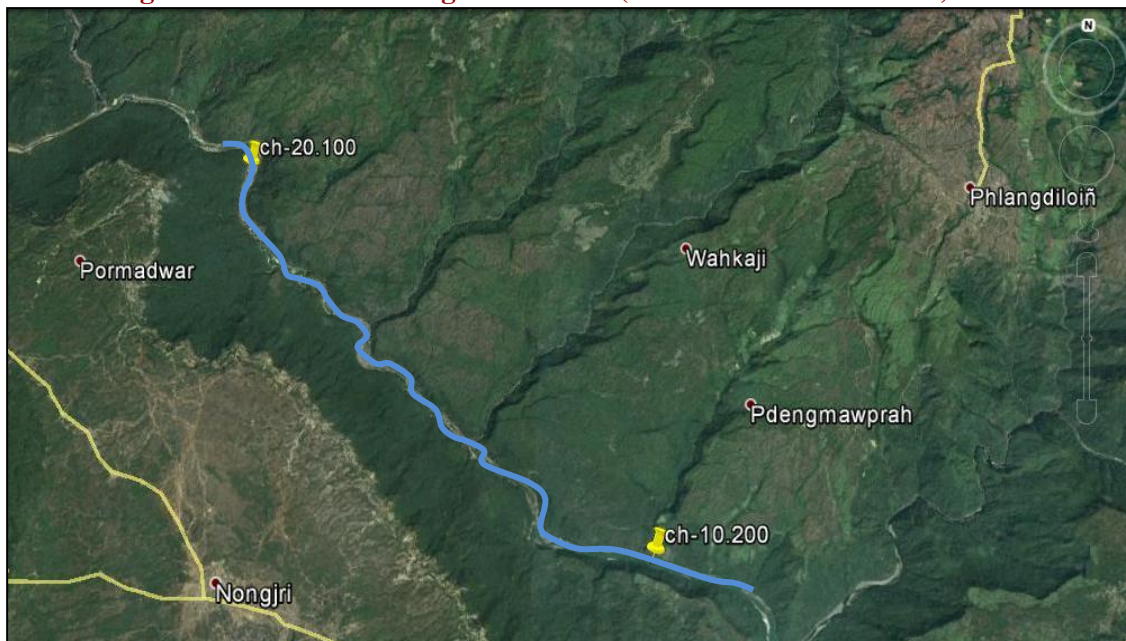 N
ch-20.100
Phlangdiloiñ
Wahkaji
Pormadwar
Pdengmawprah
ch-10.200
Nongjri